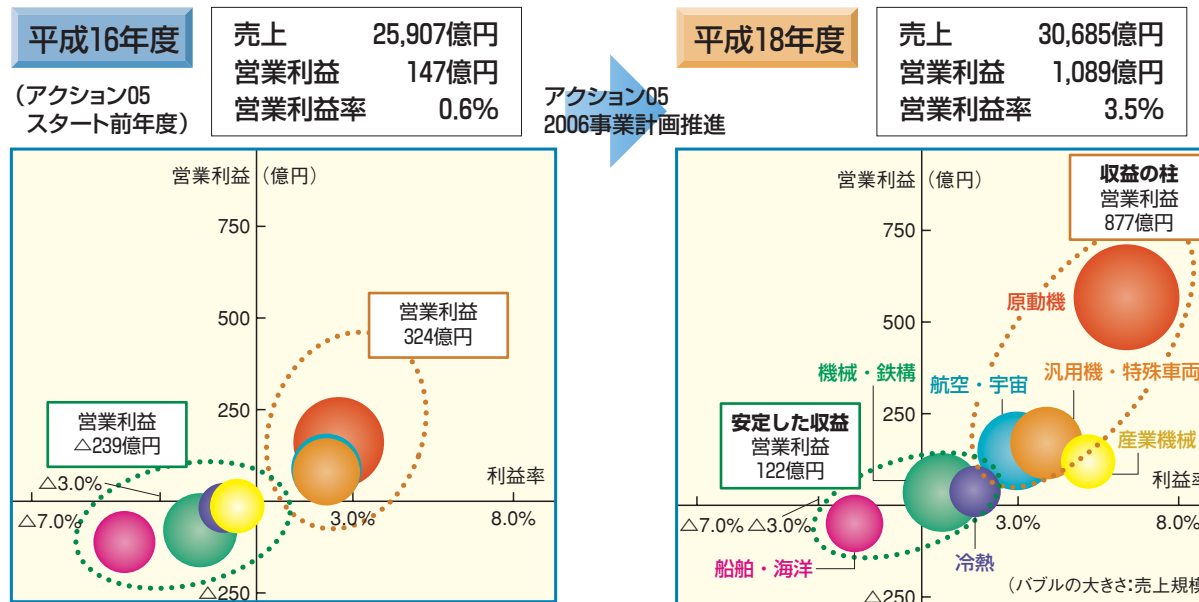 平成16年度
(アクション05
スタート前年度)
売上 25,907億円
営業利益 147億円
営業利益率 0.6%
アクション05
2006事業計画推進
平成18年度
売上 30,685億円
営業利益 1,089億円
営業利益率 3.5%
営業利益(億円)
750
500
250
営業利益
324億円
営業利益
△239億円
利益率
△3.0%
△7.0%
3.0%
8.0%
△250
営業利益(億円)
収益の柱
営業利益
877億円
750
500
250
原動機
機械・鉄構
航空・宇宙
汎用機・特殊車両
安定した収益
営業利益
122億円
産業機械
利益率
△7.0%
△3.0%
3.0%
8.0%
船舶・海洋
冷熱
(バブルの大きさ:売上規模
△250